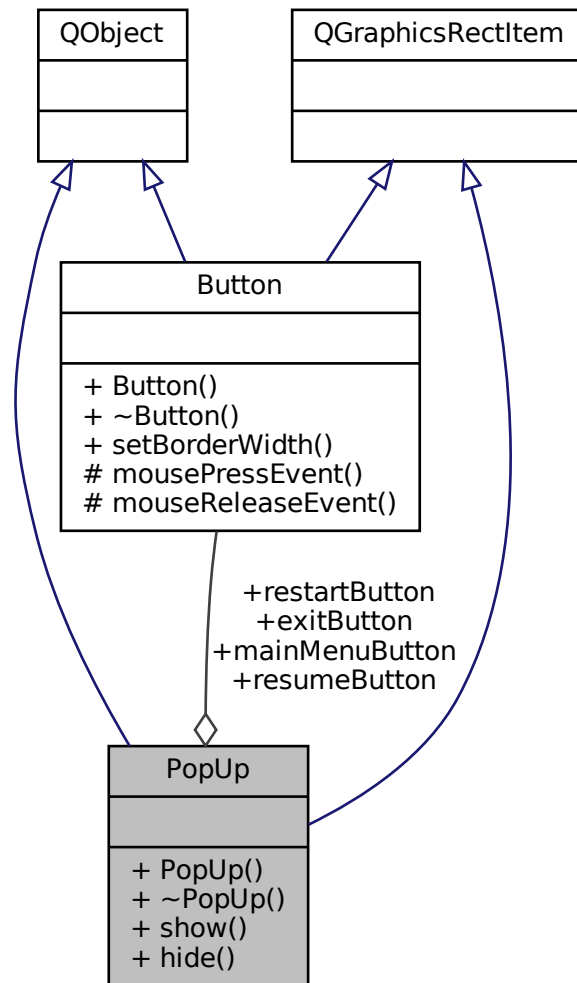 QObject
QGraphicsRectItem
Button
+ Button()
+ ~Button()
+ setBorderWidth()
# mousePressEvent()
# mouseReleaseEvent()
+restartButton
+exitButton
+mainMenuButton
+resumeButton
PopUp
+ PopUp()
+ ~PopUp()
+ show()
+ hide()